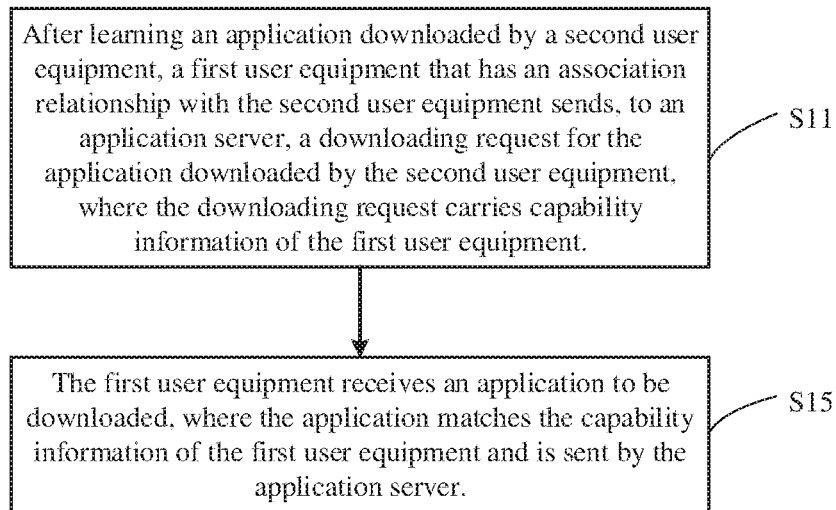 After learning an application downloaded by a second user
equipment, a first user equipment that has an association
relationship with the second user equipment sends, to an
application server, a downloading request for the
application downloaded by the second user equipment,
where the downloading request carries capability
information of the first user equipment.
S11
The first user equipment receives an application to be
downloaded, where the application matches the capability
information of the first user equipment and is sent by the
application server.
S15